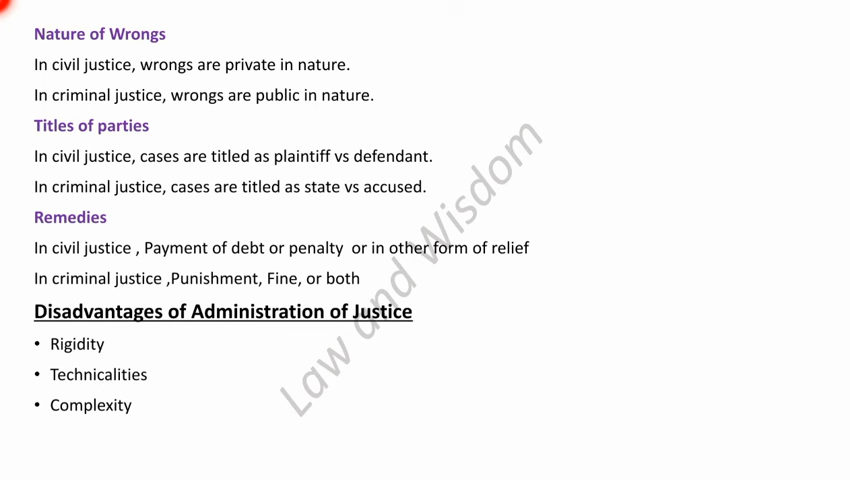 Nature of Wrongs
In civil justice, wrongs are private in nature.
In criminal justice, wrongs are public in nature.
Titles of parties
In civil justice, cases are titled as plaintiff vs defendant.
In criminal justice, cases are titled as state vs accused.
Remedies
In civil justice , Payment of debt or penalty  or in other form of relief
In criminal justice ,Punishment, Fine, or both
Disadvantages of Administration of Justice
• Rigidity
• Technicalities
• Complexity
Law and Wisdom